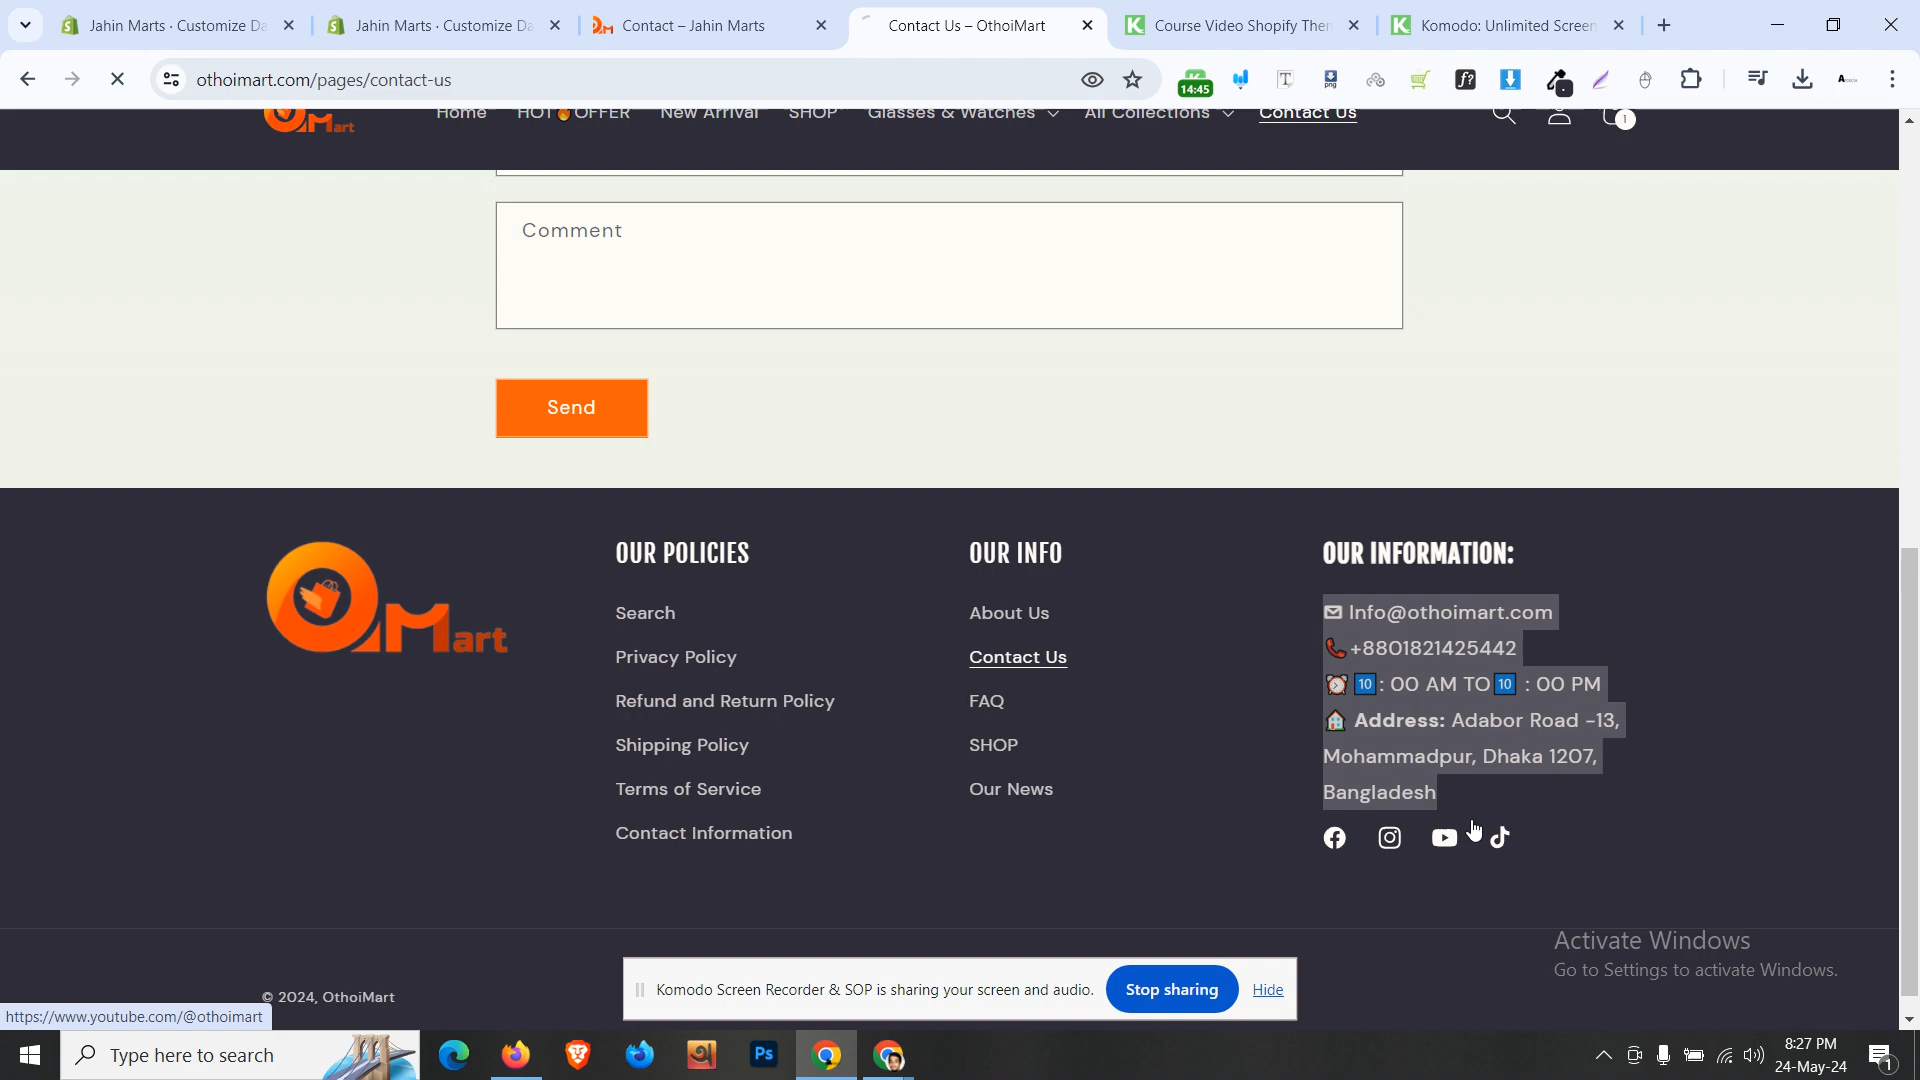 Jahin Marts · Customize Da
Jahin Marts · Customize Da
Contact – Jahin Marts
Contact Us – OthoiMart
Course Video Shopify Then
Komodo: Unlimited Screen
othoimart.com/pages/contact-us
14:45
Mart
Home
HOT🔥OFFER
New Arrival
SHOP
Glasses & Watches
All Collections
Contact Us
1
Comment
Send
Mart
OUR POLICIES
Search
Privacy Policy
Refund and Return Policy
Shipping Policy
Terms of Service
Contact Information
OUR INFO
About Us
Contact Us
FAQ
SHOP
Our News
OUR INFORMATION:
Info@othoimart.com
+8801821425442
⏰🔟: 00 AM TO🔟 : 00 PM
🏠 Address: Adabor Road -13,
Mohammadpur, Dhaka 1207,
Bangladesh
Activate Windows
Go to Settings to activate Windows.
© 2024, OthoiMart
Komodo Screen Recorder & SOP is sharing your screen and audio.
Stop sharing
Hide
https://www.youtube.com/@othoimart
Type here to search
Ps
8:27 PM
24-May-24
1